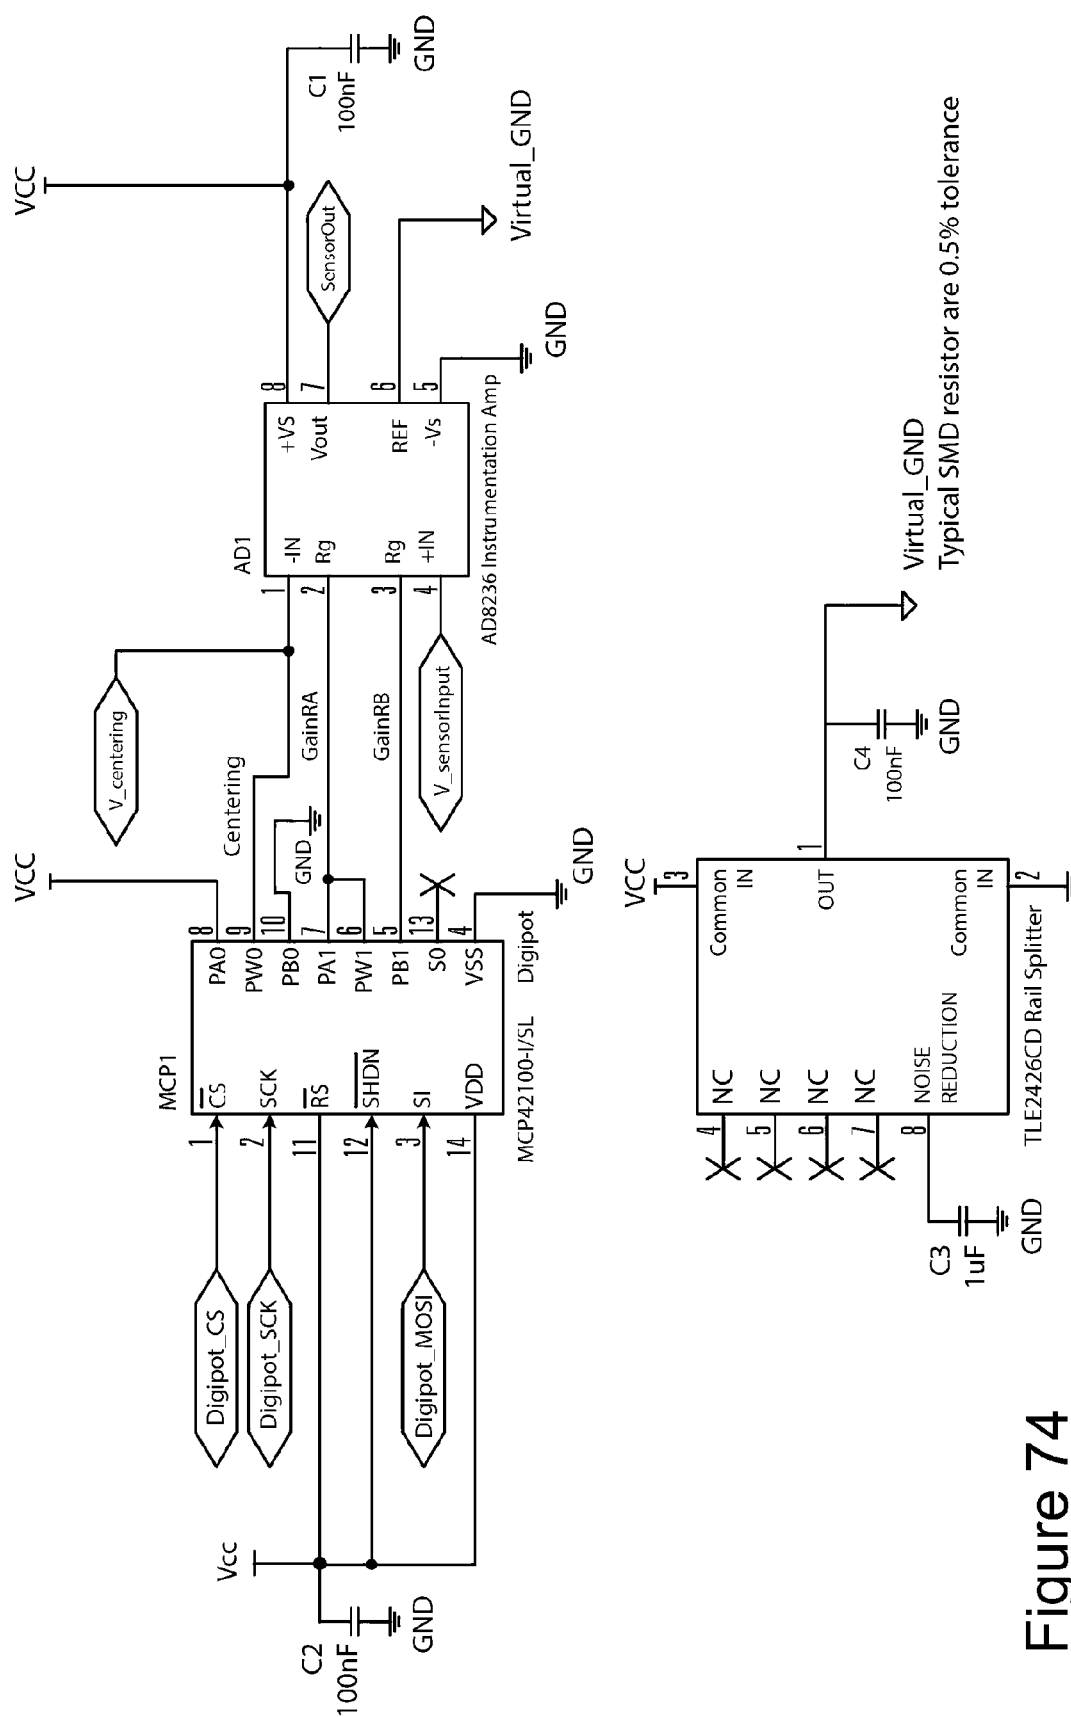 VCC
VCC
C1
100nF
GND
V_centering
SensorOut
Virtual_GND
Centering
GainRA
GND
GainRB
V_sensorInput
AD1
-IN
Rg
Rg
+IN
+VS
Vout
REF
-Vs
1
2
3
4
8
7
6
5
GND
AD8236 Instrumentation Amp
MCP1
CS
SCK
RS
SHDN
SI
VDD
PA0
PW0
PB0
PA1
PW1
PB1
S0
VSS
1
2
11
12
3
14
8
9
10
7
6
5
13
4
GND
MCP42100-I/SL
Digipot
Digipot_CS
Digipot_SCK
Digipot_MOSI
Vcc
C2
100nF
GND
VCC
3
Common
IN
OUT
1
Common
IN
2
NC
NC
NC
NC
NOISE
REDUCTION
4
5
6
7
8
TLE2426CD Rail Splitter
C3
1uF
GND
C4
100nF
GND
Virtual_GND
Typical SMD resistor are 0.5% tolerance
Figure 74